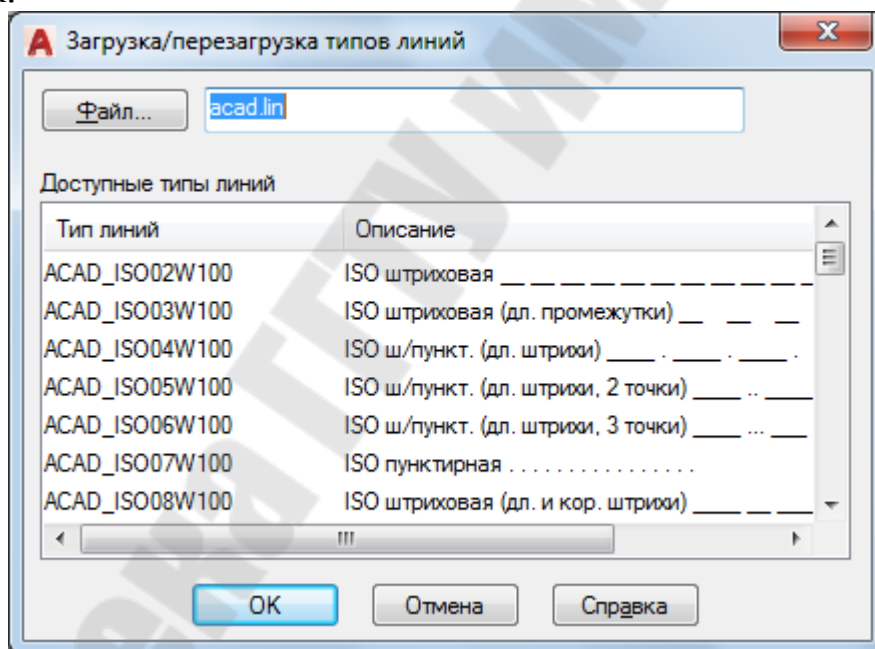 Загрузка/перезагрузка типов линий
Файл... acad.lin
Доступные типы линий
Тип линий Описание
ACAD_ISO02W100 ISO штриховая __ __ __ __ __ __ __ __ __ __ _
ACAD_ISO03W100 ISO штриховая (дл. промежутки) __ __ __
ACAD_ISO04W100 ISO ш/пункт. (дл. штрихи) ____ . ____ . ____ .
ACAD_ISO05W100 ISO ш/пункт. (дл. штрихи, 2 точки) ____ .. ____
ACAD_ISO06W100 ISO ш/пункт. (дл. штрихи, 3 точки) ____ ... ___
ACAD_ISO07W100 ISO пунктирная . . . . . . . . . . . . . . . .
ACAD_ISO08W100 ISO штриховая (дл. и кор. штрихи) ____ __ ___
OK Отмена Справка